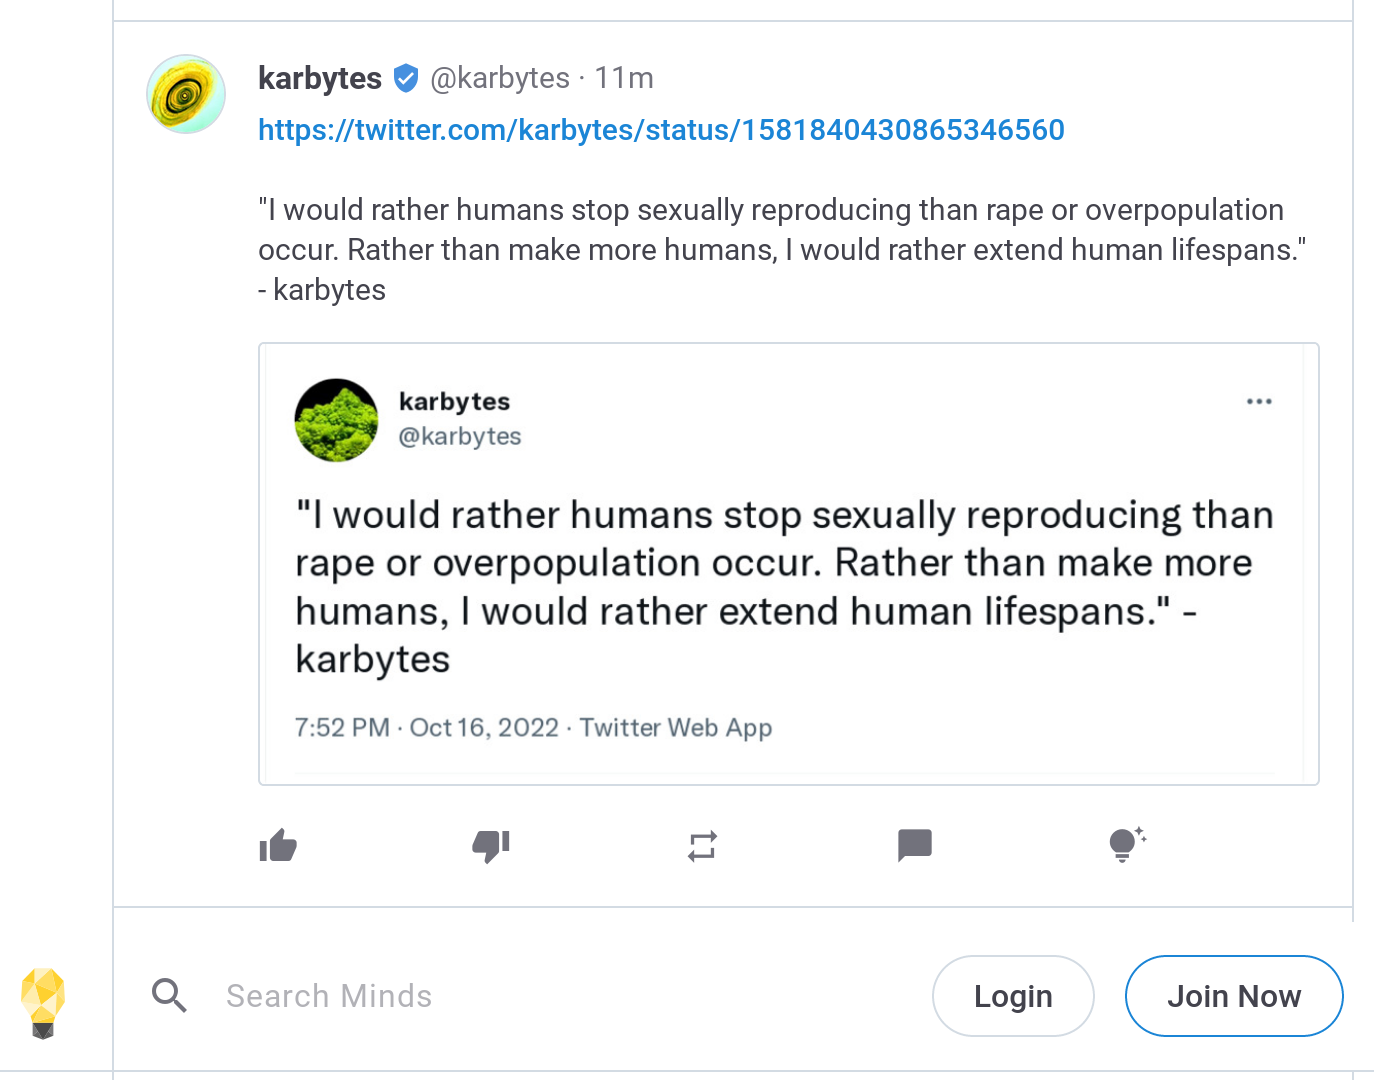 karbytes @karbytes · 11m
https://twitter.com/karbytes/status/1581840430865346560
"I would rather humans stop sexually reproducing than rape or overpopulation
occur. Rather than make more humans, I would rather extend human lifespans."
- karbytes
karbytes
@karbytes
"I would rather humans stop sexually reproducing than
rape or overpopulation occur. Rather than make more
humans, I would rather extend human lifespans." -
karbytes
7:52 PM · Oct 16, 2022 · Twitter Web App
Search Minds
Login
Join Now